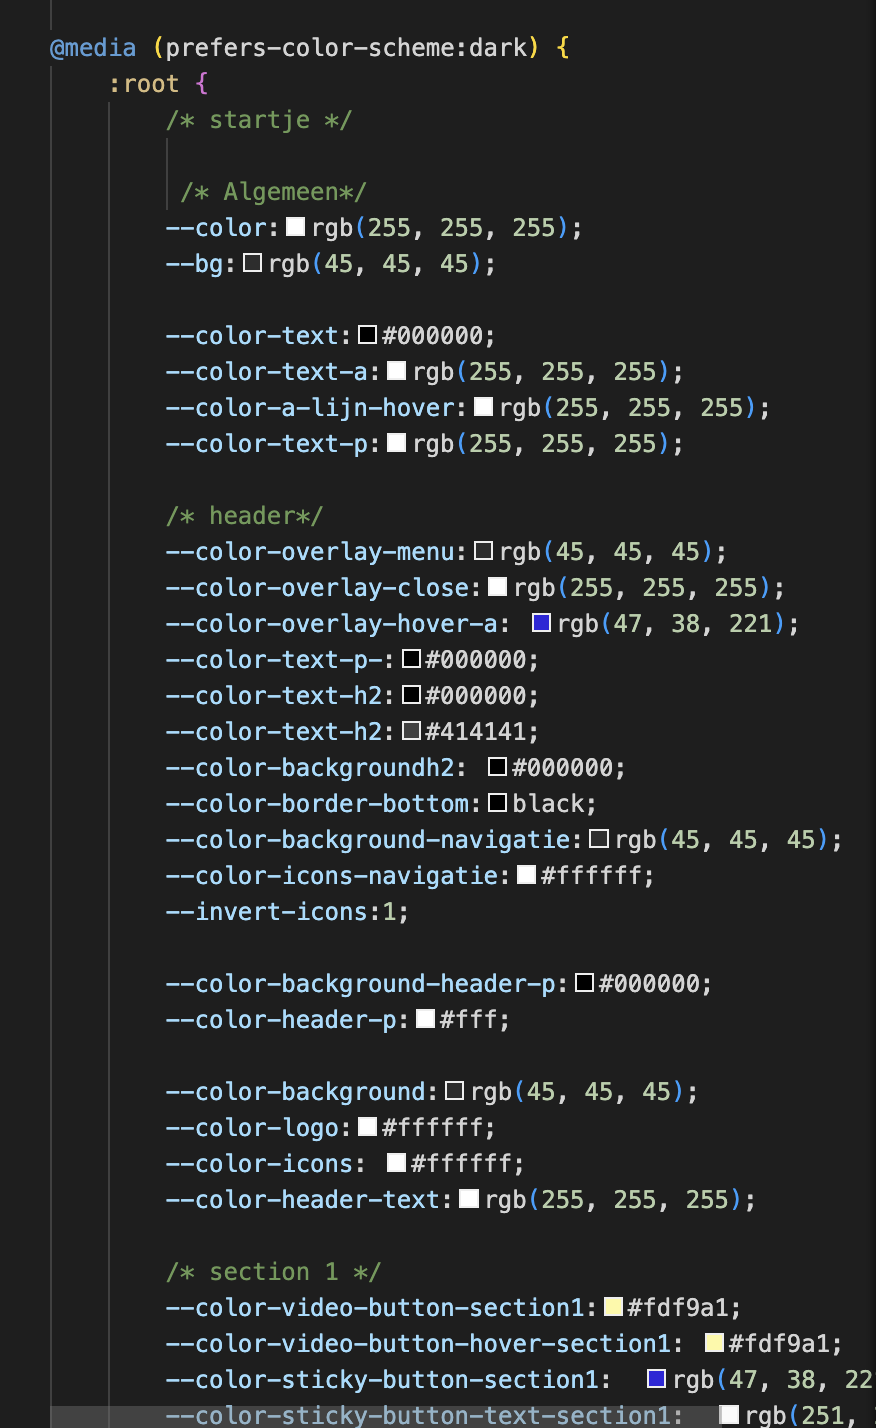 @media (prefers-color-scheme:dark) {
:root {
/* startje */
/* Algemeen*/
--color:rgb(255, 255, 255);
--bg:rgb(45, 45, 45);
--color-text:#000000;
--color-text-a:rgb(255, 255, 255);
--color-a-lijn-hover:rgb(255, 255, 255);
--color-text-p:rgb(255, 255, 255);
/* header*/
--color-overlay-menu:rgb(45, 45, 45);
--color-overlay-close:rgb(255, 255, 255);
--color-overlay-hover-a: rgb(47, 38, 221);
--color-text-p-:#000000;
--color-text-h2:#000000;
--color-text-h2:#414141;
--color-backgroundh2: #000000;
--color-border-bottom:black;
--color-background-navigatie:rgb(45, 45, 45);
--color-icons-navigatie:#ffffff;
--invert-icons:1;
--color-background-header-p:#000000;
--color-header-p:#fff;
--color-background:rgb(45, 45, 45);
--color-logo:#ffffff;
--color-icons: #ffffff;
--color-header-text:rgb(255, 255, 255);
/* section 1 */
--color-video-button-section1:#fdf9a1;
--color-video-button-hover-section1: #fdf9a1;
--color-sticky-button-section1: rgb(47, 38, 22
--color-sticky-button-text-section1: rgb(251,